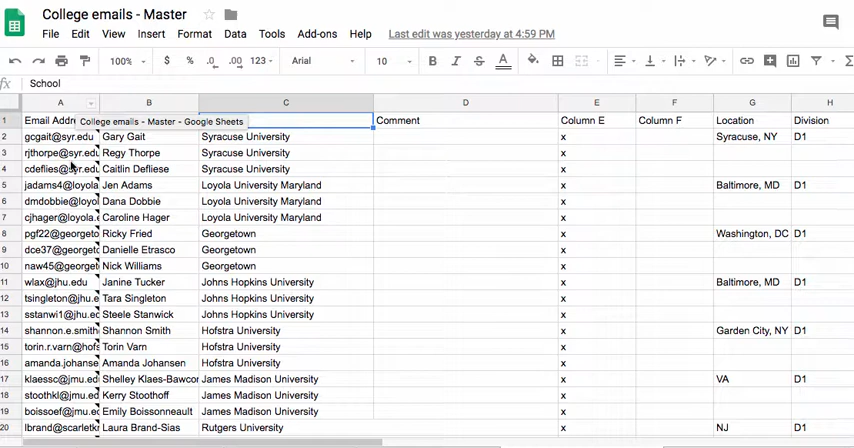 College emails - Master
File Edit View Insert Format Data Tools Add-ons Help Last edit was yesterday at 4:59 PM
100% $ % .0 .00 123 Arial 10 B I S A
fx School
A B C D E F G H
1 Email Addre College emails - Master - Google Sheets Comment Column E Column F Location Division
2 gcgait@syr.edu Gary Gait Syracuse University x Syracuse, NY D1
3 rjthorpe@syr.edu Regy Thorpe Syracuse University x
4 cdeflies@syr.edu Caitlin Defliese Syracuse University x
5 jadams4@loyola Jen Adams Loyola University Maryland x Baltimore, MD D1
6 dmdobbie@loyo Dana Dobbie Loyola University Maryland x
7 cjhager@loyola.e Caroline Hager Loyola University Maryland x
8 pgf22@georgeto Ricky Fried Georgetown x Washington, DC D1
9 dce37@georget Danielle Etrasco Georgetown x
10 naw45@georget Nick Williams Georgetown x
11 wlax@jhu.edu Janine Tucker Johns Hopkins University x Baltimore, MD D1
12 tsingleton@jhu.e Tara Singleton Johns Hopkins University x
13 sstanwi1@jhu.ec Steele Stanwick Johns Hopkins University x
14 shannon.e.smith Shannon Smith Hofstra University x Garden City, NY D1
15 torin.r.varn@hofs Torin Varn Hofstra University x
16 amanda.johanse Amanda Johansen Hofstra University x
17 klaessc@jmu.ed Shelley Klaes-Bawcon James Madison University x VA D1
18 stoothkl@jmu.ed Kerry Stoothoff James Madison University x
19 boissoef@jmu.ec Emily Boissonneault James Madison University x
20 lbrand@scarletkr Laura Brand-Sias Rutgers University x NJ D1